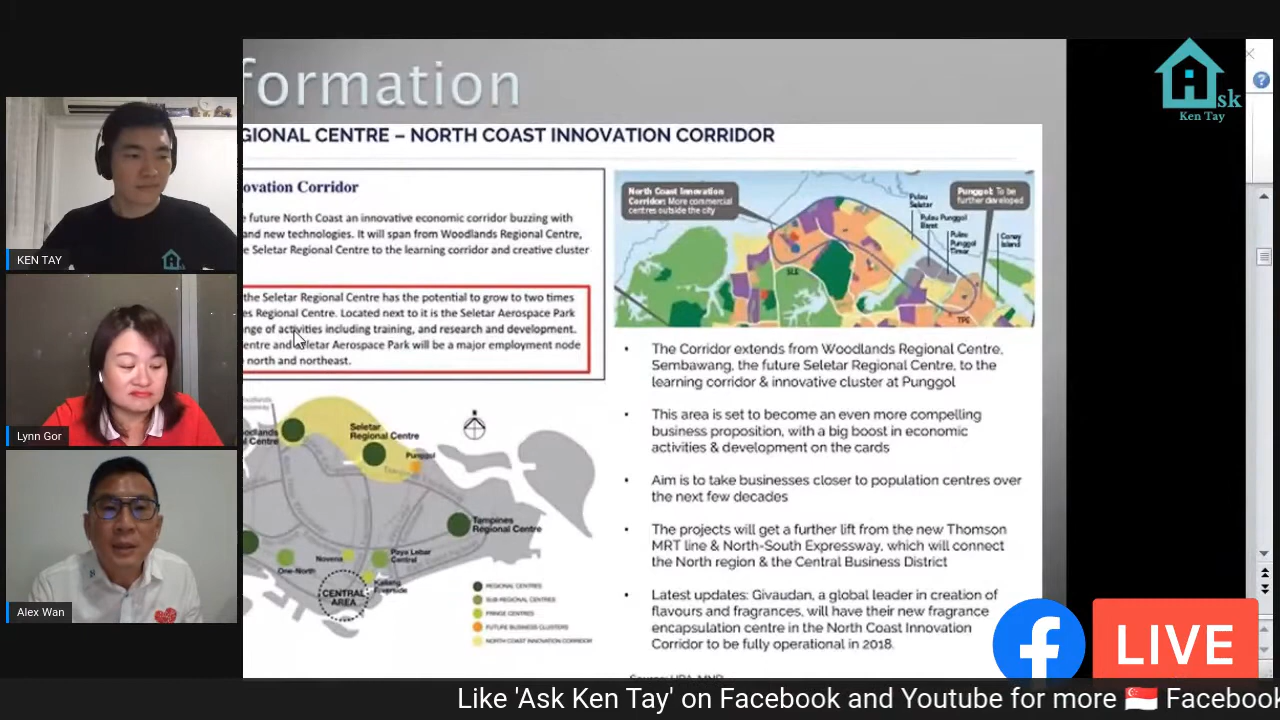 formation
GIONAL CENTRE – NORTH COAST INNOVATION CORRIDOR
ovation Corridor
e future North Coast an innovative economic corridor buzzing with
and new technologies. It will span from Woodlands Regional Centre,
e Seletar Regional Centre to the learning corridor and creative cluster
the Seletar Regional Centre has the potential to grow to two times
es Regional Centre. Located next to it is the Seletar Aerospace Park
nge of activities including training, and research and development.
entre and Seletar Aerospace Park will be a major employment node
north and northeast.
North Coast Innovation
Corridor: More commercial
centres outside the city
Pulau
Seletar
Punggol: To be
further developed
Pulau Punggol
Barat
Pulau
Punggol
Timur
Coney
Island
SLE
TPE
• The Corridor extends from Woodlands Regional Centre,
Sembawang, the future Seletar Regional Centre, to the
learning corridor & innovative cluster at Punggol
• This area is set to become an even more compelling
business proposition, with a big boost in economic
activities & development on the cards
• Aim is to take businesses closer to population centres over
the next few decades
• The projects will get a further lift from the new Thomson
MRT line & North-South Expressway, which will connect
the North region & the Central Business District
• Latest updates: Givaudan, a global leader in creation of
flavours and fragrances, will have their new fragrance
encapsulation centre in the North Coast Innovation
Corridor to be fully operational in 2018.
Source: URA, MND
oodlands
al Centre
Seletar
Regional Centre
Punggol
Tampines
Regional Centre
Paya Lebar
Central
Novena
One-North
Kallang
Riverside
CENTRAL
AREA
REGIONAL CENTRES
SUB-REGIONAL CENTRES
FRINGE CENTRES
FUTURE BUSINESS CLUSTERS
NORTH COAST INNOVATION CORRIDOR
KEN TAY
Lynn Gor
Alex Wan
sk
Ken Tay
?
f
LIVE
Like 'Ask Ken Tay' on Facebook and Youtube for more 🇸🇬 Facebook